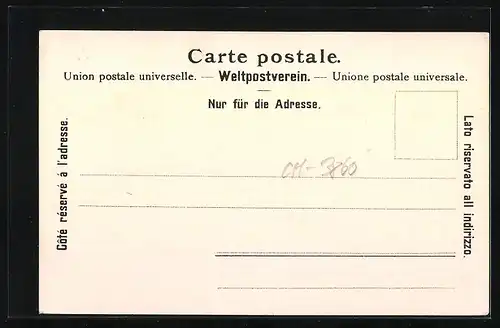 Carte postale.
Union postale universelle. — Weltpostverein. — Unione postale universale.
Nur für die Adresse.
Côté réservé à l'adresse.
Lato riservato all indirizzo.